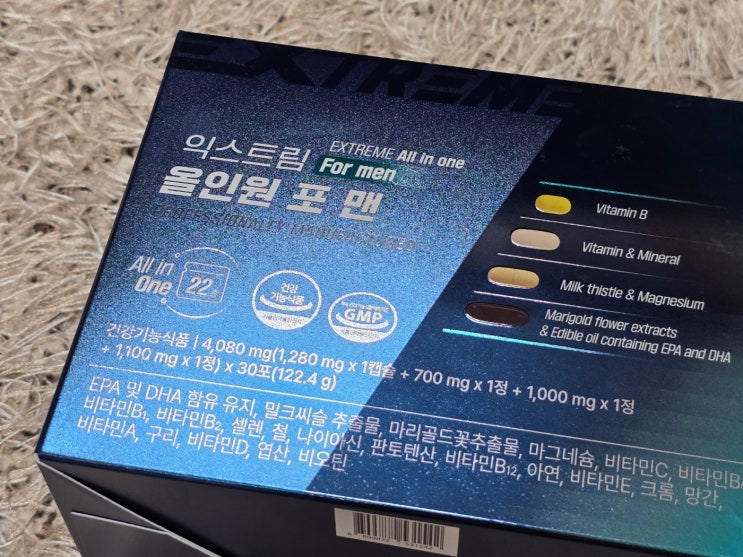 EXTREME
익스트림 EXTREME All in one
For men
올인원 포 맨
All in One 22
건강
기능식품
GMP
Vitamin B
Vitamin & Mineral
Milk thistle & Magnesium
Marigold flower extracts
& Edible oil containing EPA and DHA
건강기능식품 | 4,080 mg(1,280 mg x 1캡슐 + 700 mg x 1정 + 1,000 mg x 1정
+ 1,100 mg x 1정) x 30포(122.4 g)
EPA 및 DHA 함유 유지, 밀크씨슬 추출물, 마리골드꽃추출물, 마그네슘, 비타민C, 비타민B
비타민B₁, 비타민B₂, 셀렌, 철, 나이아신, 판토텐산, 비타민B₁₂, 아연, 비타민E, 크롬, 망간,
비타민A, 구리, 비타민D, 엽산, 비오틴